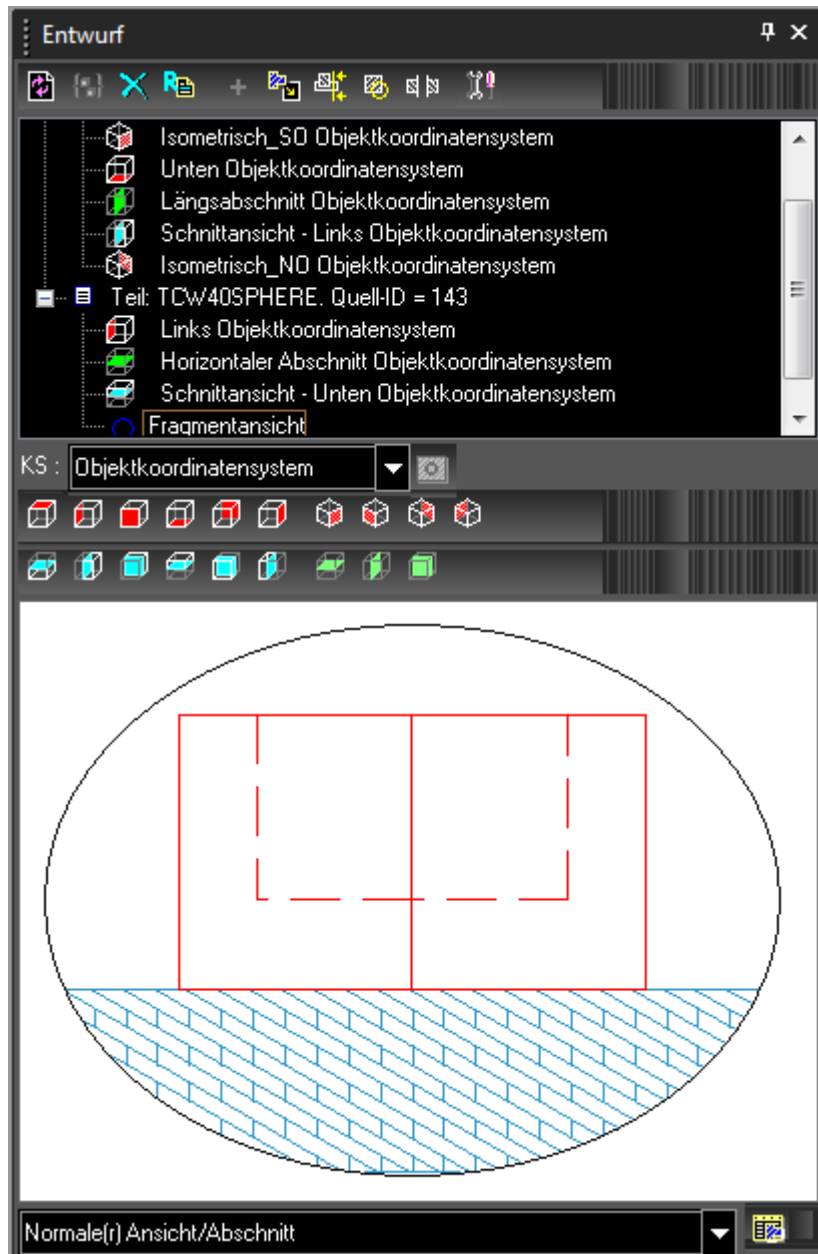 Entwurf
Isometrisch_SO Objektkoordinatensystem
Unten Objektkoordinatensystem
Längsabschnitt Objektkoordinatensystem
Schnittansicht - Links Objektkoordinatensystem
Isometrisch_NO Objektkoordinatensystem
Teil: TCW40SPHERE. Quell-ID = 143
Links Objektkoordinatensystem
Horizontaler Abschnitt Objektkoordinatensystem
Schnittansicht - Unten Objektkoordinatensystem
Fragmentansicht
KS : Objektkoordinatensystem
Normale(r) Ansicht/Abschnitt